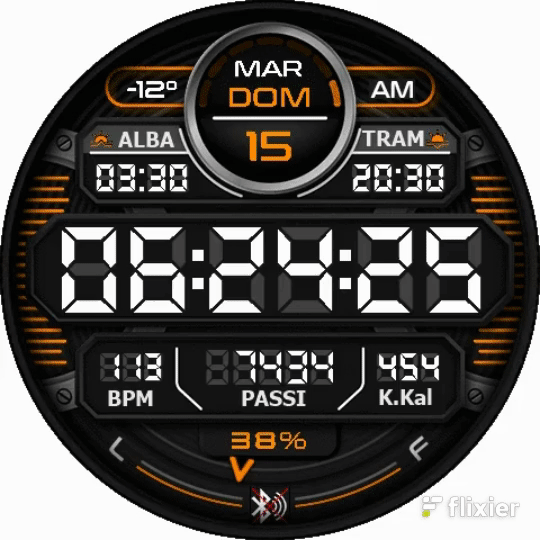 MAR
-12° DOM AM
15
ALBA TRAM
03:30 20:30
06:24:25
113 7434 454
BPM PASSI K.Kal
38%
L F
flixier